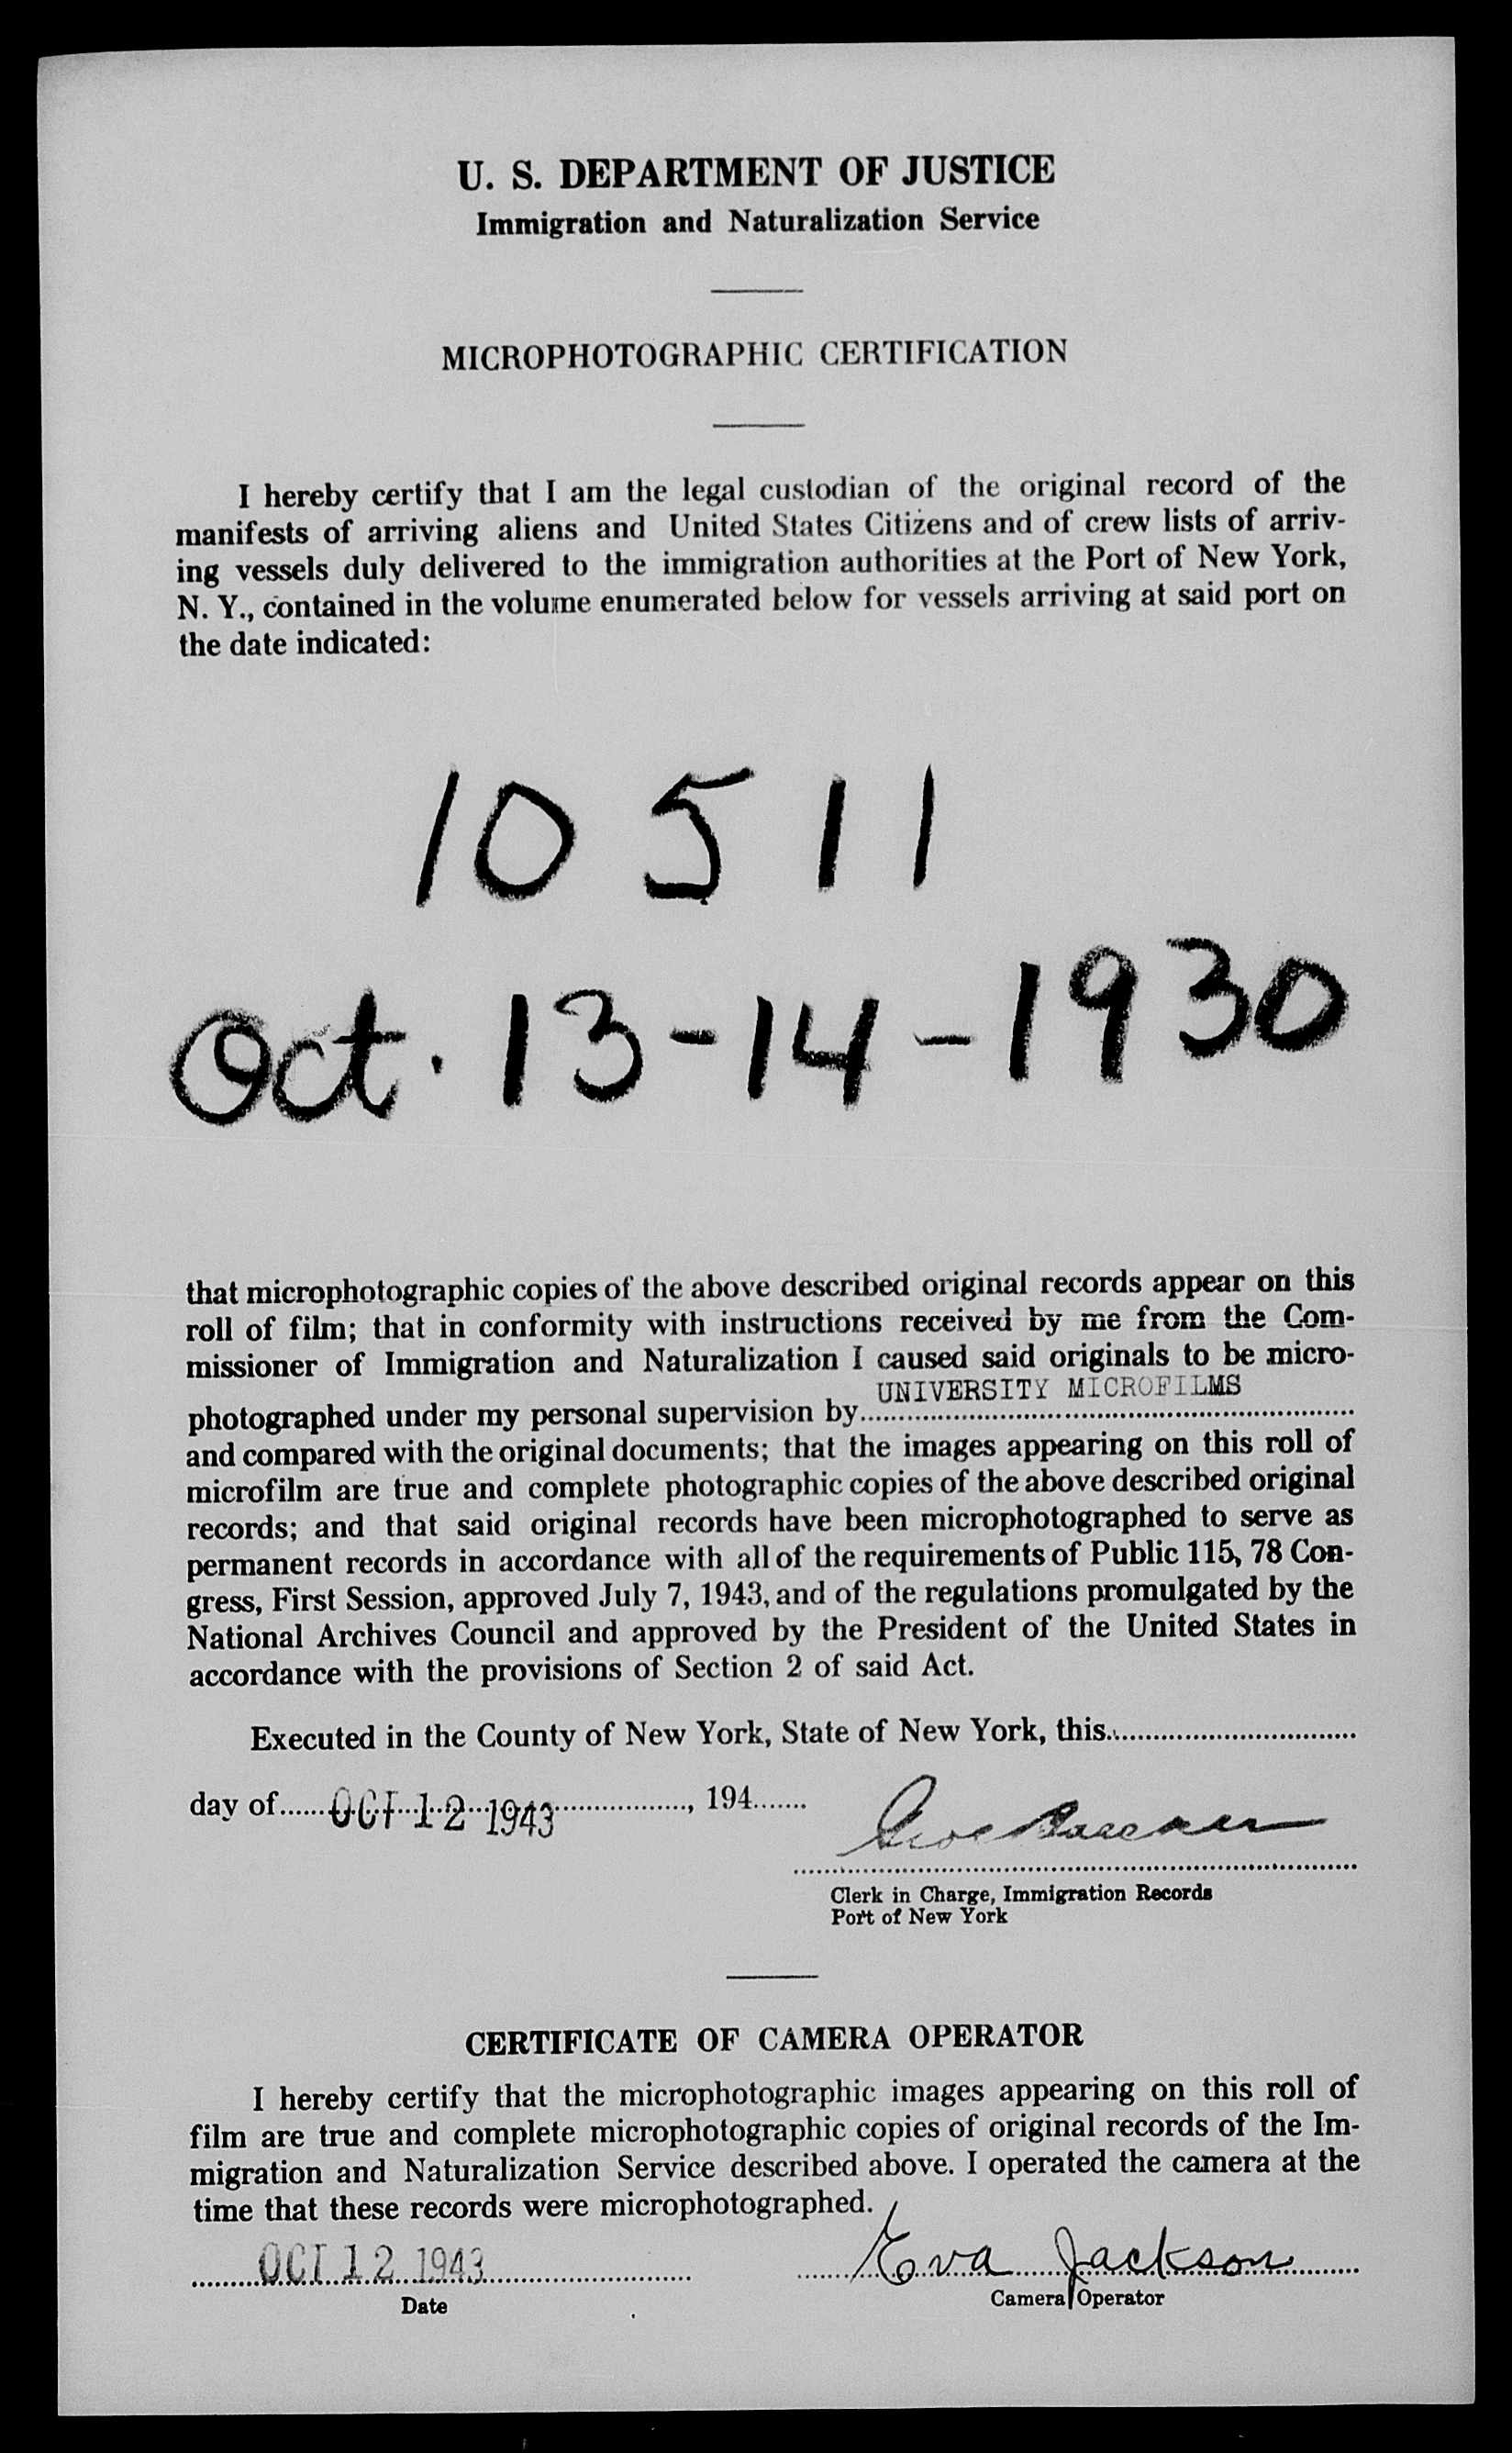 U. S. DEPARTMENT OF JUSTICE
Immigration and Naturalization Service
MICROPHOTOGRAPHIC CERTIFICATION
I hereby certify that I am the legal custodian of the original record of the
manifests of arriving aliens and United States Citizens and of crew lists of arriv-
ing vessels duly delivered to the immigration authorities at the Port of New York,
N. Y., contained in the volume enumerated below for vessels arriving at said port on
the date indicated:
10511
Oct. 13-14-1930
that microphotographic copies of the above described original records appear on this
roll of film; that in conformity with instructions received by me from the Com-
missioner of Immigration and Naturalization I caused said originals to be micro-
UNIVERSITY MICROFILMS
photographed under my personal supervision by
and compared with the original documents; that the images appearing on this roll of
microfilm are true and complete photographic copies of the above described original
records; and that said original records have been microphotographed to serve as
permanent records in accordance with all of the requirements of Public 115, 78 Con-
gress, First Session, approved July 7, 1943, and of the regulations promulgated by the
National Archives Council and approved by the President of the United States in
accordance with the provisions of Section 2 of said Act.
Executed in the County of New York, State of New York, this
day of OCT 12 1943, 194
Clerk in Charge, Immigration Records
Port of New York
CERTIFICATE OF CAMERA OPERATOR
I hereby certify that the microphotographic images appearing on this roll of
film are true and complete microphotographic copies of original records of the Im-
migration and Naturalization Service described above. I operated the camera at the
time that these records were microphotographed.
OCT 12 1943 Eva Jackson
Date Camera Operator